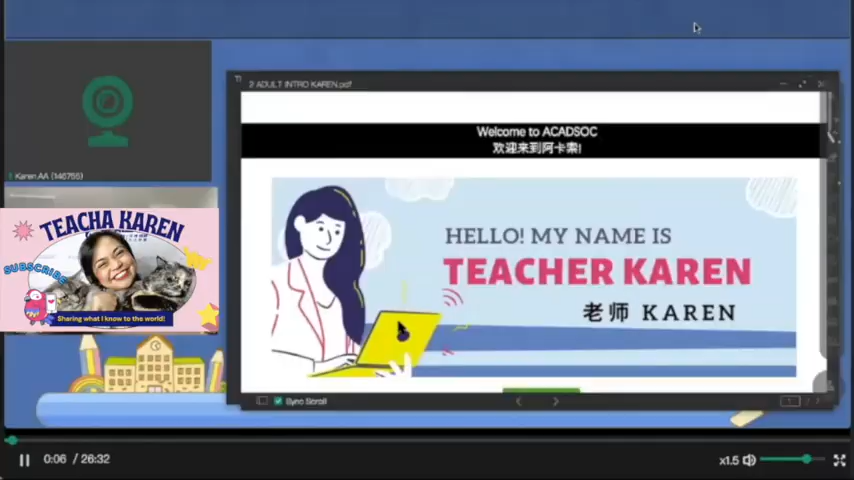 2 ADULT INTRO KAREN.pdf
Welcome to ACADSOC
欢迎来到阿卡索!
Karen.AA (146755)
TEACHA KAREN
SUBSCRIBE
Sharing what I know to the world!
HELLO! MY NAME IS
TEACHER KAREN
老师 KAREN
Sync Scroll
1
0:06 / 26:32
x1.5